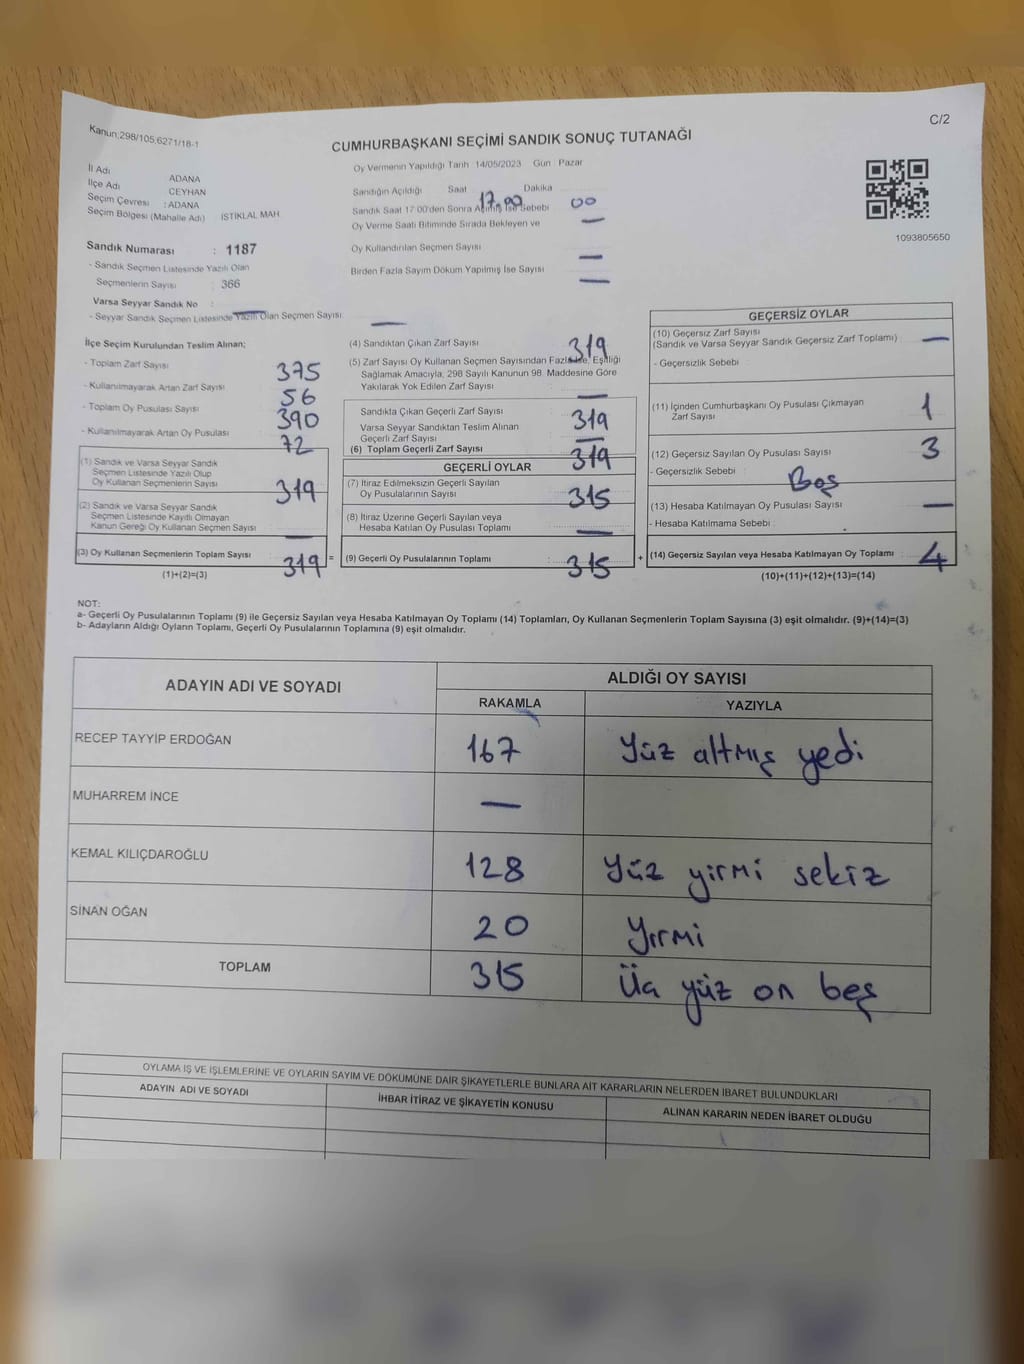 Kanun;298/105,6271/18-1
C/2
CUMHURBAŞKANI SEÇİMİ SANDIK SONUÇ TUTANAĞI
Oy Vermenin Yapıldığı Tarih 14/05/2023 Gün : Pazar
İl Adı ADANA
İlçe Adı CEYHAN
Seçim Çevresi : ADANA
Seçim Bölgesi (Mahalle Adı) İSTİKLAL MAH
Sandığın Açıldığı Saat 17.00 Dakika 00
Sandık Saat 17:00'den Sonra Açılmış İse Sebebi —
Oy Verme Saati Bitiminde Sırada Bekleyen ve
Oy Kullandırılan Seçmen Sayısı —
Birden Fazla Sayım Döküm Yapılmış İse Sayısı —
1093805650
Sandık Numarası : 1187
- Sandık Seçmen Listesinde Yazılı Olan
Seçmenlerin Sayısı : 366
Varsa Seyyar Sandık No : —
- Seyyar Sandık Seçmen Listesinde Yazılı Olan Seçmen Sayısı —
İlçe Seçim Kurulundan Teslim Alınan;
- Toplam Zarf Sayısı 375
- Kullanılmayarak Artan Zarf Sayısı 56
- Toplam Oy Pusulası Sayısı 390
- Kullanılmayarak Artan Oy Pusulası 72
(1) Sandık ve Varsa Seyyar Sandık
Seçmen Listesinde Yazılı Olup
Oy Kullanan Seçmenlerin Sayısı 319
(2) Sandık ve Varsa Seyyar Sandık
Seçmen Listesinde Kayıtlı Olmayan
Kanun Gereği Oy Kullanan Seçmen Sayısı —
(3) Oy Kullanan Seçmenlerin Toplam Sayısı 319 =
(1)+(2)=(3)
(4) Sandıktan Çıkan Zarf Sayısı 319
(5) Zarf Sayısı Oy Kullanan Seçmen Sayısından Fazla İse, Eşitliği
Sağlamak Amacıyla, 298 Sayılı Kanunun 98. Maddesine Göre
Yakılarak Yok Edilen Zarf Sayısı —
Sandıkta Çıkan Geçerli Zarf Sayısı 319
Varsa Seyyar Sandıktan Teslim Alınan
Geçerli Zarf Sayısı —
(6) Toplam Geçerli Zarf Sayısı 319
GEÇERLİ OYLAR
(7) İtiraz Edilmeksizin Geçerli Sayılan
Oy Pusulalarının Sayısı 315
(8) İtiraz Üzerine Geçerli Sayılan veya
Hesaba Katılan Oy Pusulası Toplamı —
(9) Geçerli Oy Pusulalarının Toplamı : 315 +
GEÇERSİZ OYLAR
(10) Geçersiz Zarf Sayısı
(Sandık ve Varsa Seyyar Sandık Geçersiz Zarf Toplamı) —
- Geçersizlik Sebebi
(11) İçinden Cumhurbaşkanı Oy Pusulası Çıkmayan
Zarf Sayısı 1
(12) Geçersiz Sayılan Oy Pusulası Sayısı 3
- Geçersizlik Sebebi : Boş
(13) Hesaba Katılmayan Oy Pusulası Sayısı —
- Hesaba Katılmama Sebebi :
(14) Geçersiz Sayılan veya Hesaba Katılmayan Oy Toplamı 4
(10)+(11)+(12)+(13)=(14)
NOT:
a- Geçerli Oy Pusulalarının Toplamı (9) ile Geçersiz Sayılan veya Hesaba Katılmayan Oy Toplamı (14) Toplamları, Oy Kullanan Seçmenlerin Toplam Sayısına (3) eşit olmalıdır. (9)+(14)=(3)
b- Adayların Aldığı Oyların Toplamı, Geçerli Oy Pusulalarının Toplamına (9) eşit olmalıdır.
ADAYIN ADI VE SOYADI ALDIĞI OY SAYISI
RAKAMLA YAZIYLA
RECEP TAYYİP ERDOĞAN 167 Yüz altmış yedi
MUHARREM İNCE —
KEMAL KILIÇDAROĞLU 128 Yüz yirmi sekiz
SİNAN OĞAN 20 Yirmi
TOPLAM 315 Üç yüz on beş
OYLAMA İŞ VE İŞLEMLERİNE VE OYLARIN SAYIM VE DÖKÜMÜNE DAİR ŞİKAYETLERLE BUNLARA AİT KARARLARIN NELERDEN İBARET BULUNDUKLARI
ADAYIN ADI VE SOYADI İHBAR İTİRAZ VE ŞİKAYETİN KONUSU ALINAN KARARIN NEDEN İBARET OLDUĞU